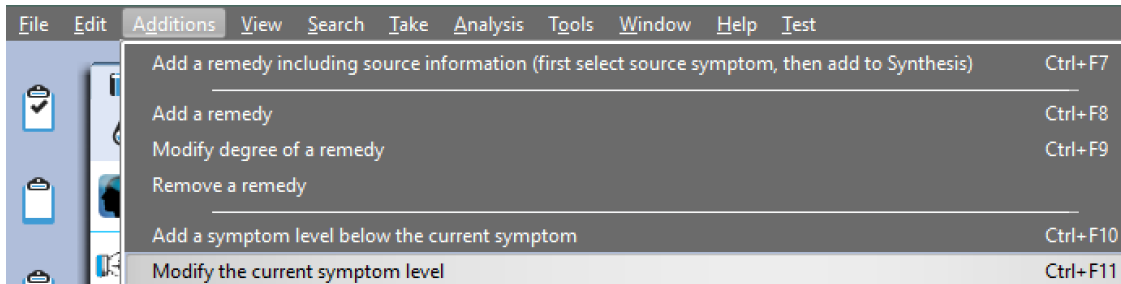 File Edit Additions View Search Take Analysis Tools Window Help Test
Add a remedy including source information (first select source symptom, then add to Synthesis) Ctrl+F7
Add a remedy Ctrl+F8
Modify degree of a remedy Ctrl+F9
Remove a remedy
Add a symptom level below the current symptom Ctrl+F10
Modify the current symptom level Ctrl+F11